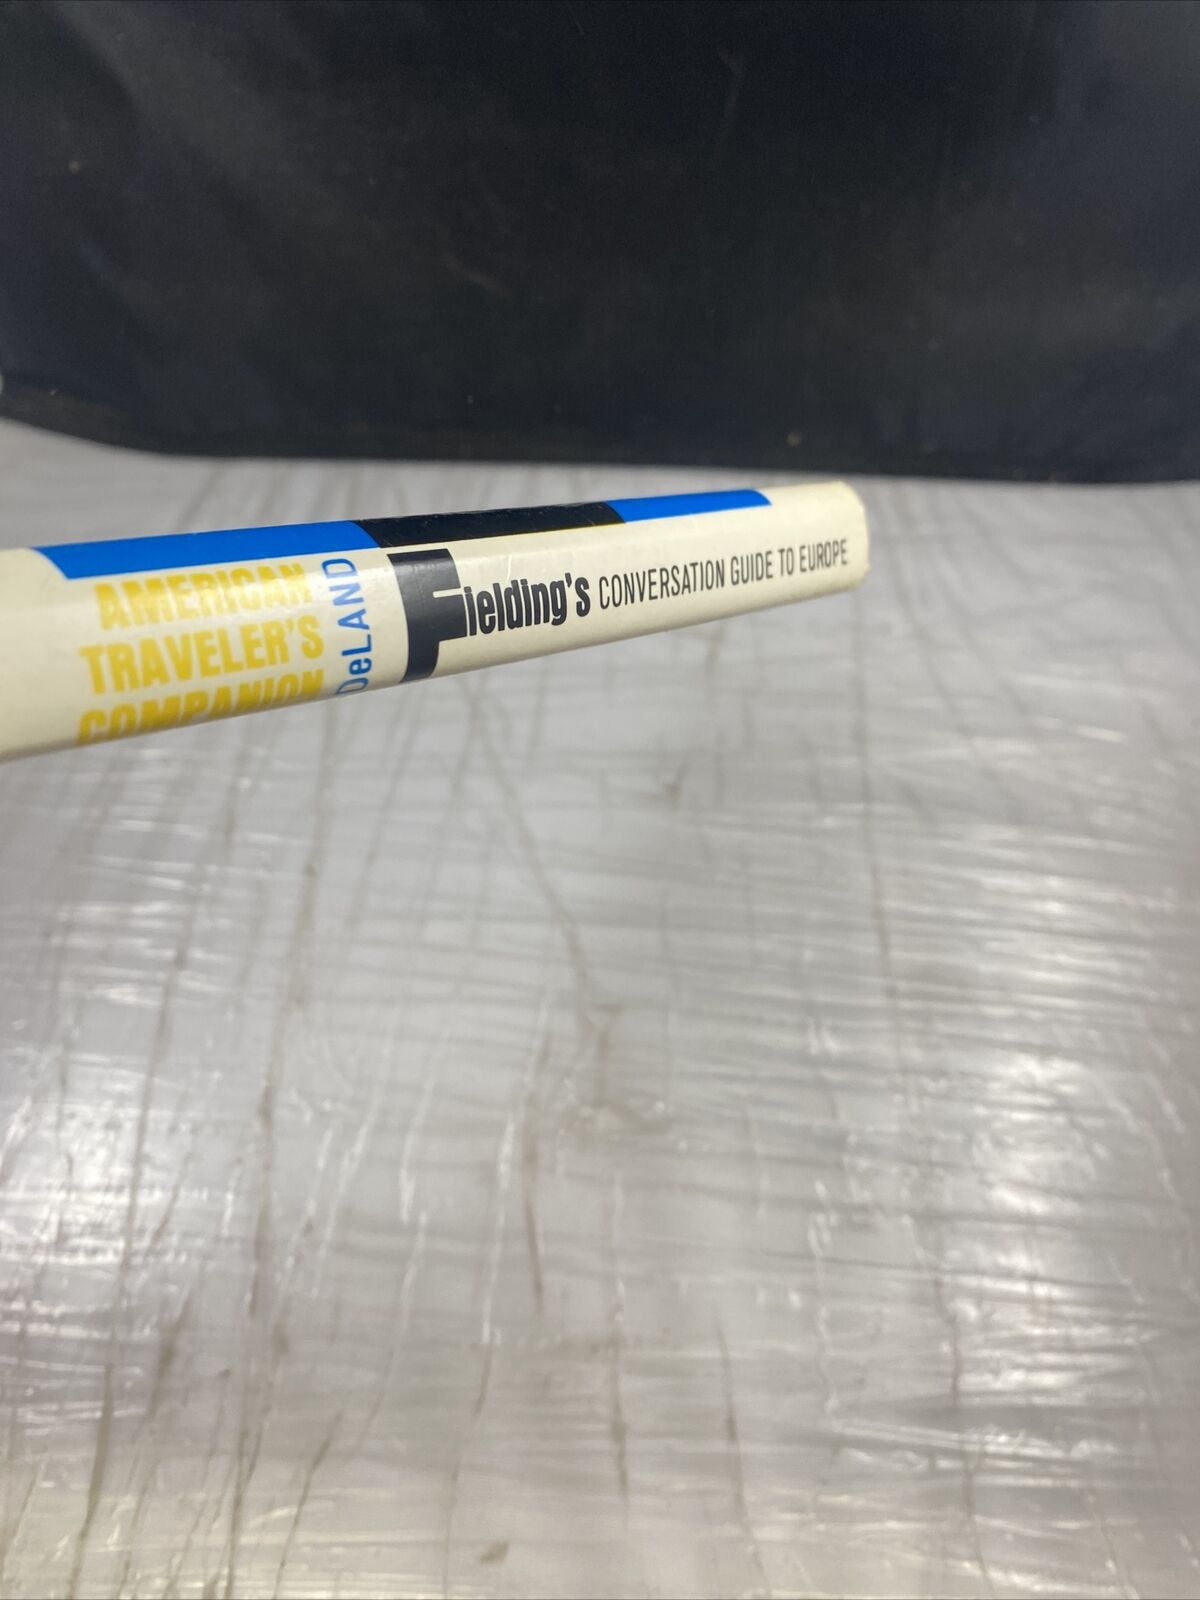 AMERICAN
TRAVELER'S
COMPANION
DeLAND
Fielding's CONVERSATION GUIDE TO EUROPE